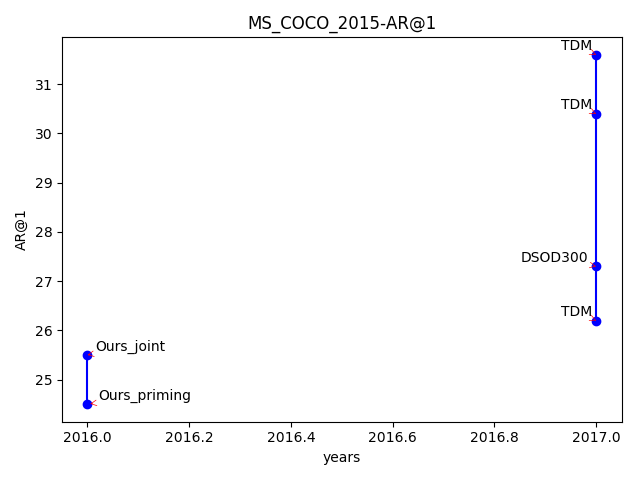 MS_COCO_2015-AR@1
TDM
31
TDM
30
29
28
AR@1
DSOD300
27
TDM
26
Ours_joint
25
Ours_priming
2016.0 2016.2 2016.4 2016.6 2016.8 2017.0
years